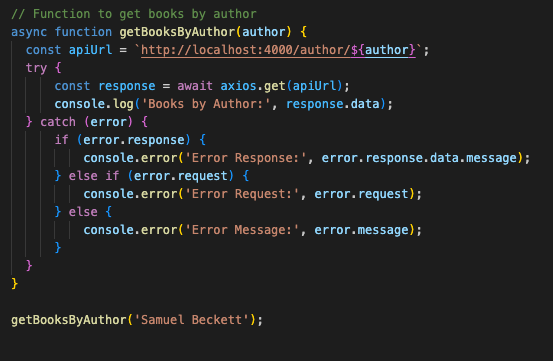 // Function to get books by author
async function getBooksByAuthor(author) {
  const apiUrl = `http://localhost:4000/author/${author}`;
  try {
      const response = await axios.get(apiUrl);
      console.log('Books by Author:', response.data);
  } catch (error) {
      if (error.response) {
          console.error('Error Response:', error.response.data.message);
      } else if (error.request) {
          console.error('Error Request:', error.request);
      } else {
          console.error('Error Message:', error.message);
      }
  }
}
getBooksByAuthor('Samuel Beckett');